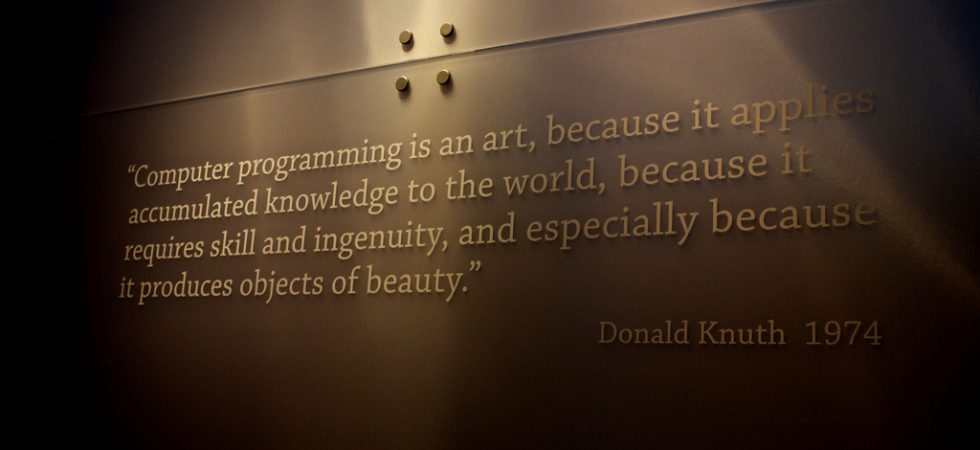 “Computer programming is an art, because it applies
accumulated knowledge to the world, because it
requires skill and ingenuity, and especially because
it produces objects of beauty.”
Donald Knuth 1974